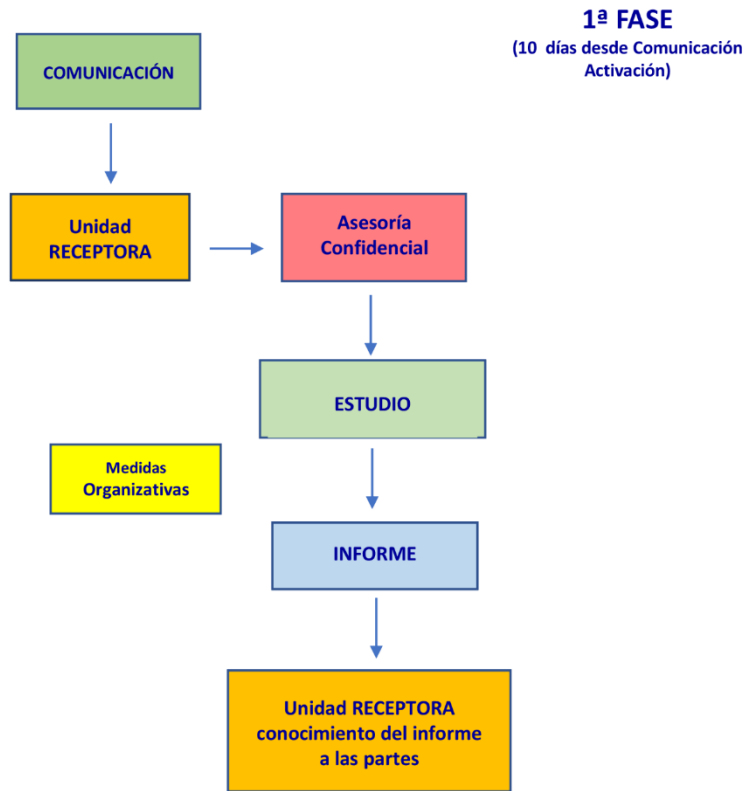 1ª FASE
(10 días desde Comunicación
Activación)
COMUNICACIÓN
Unidad
RECEPTORA
Asesoría
Confidencial
ESTUDIO
Medidas
Organizativas
INFORME
Unidad RECEPTORA
conocimiento del informe
a las partes